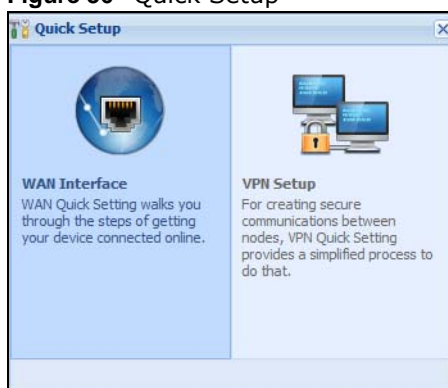 Figure Quick Setup
Quick Setup
WAN Interface
WAN Quick Setting walks you
through the steps of getting
your device connected online.
VPN Setup
For creating secure
communications between
nodes, VPN Quick Setting
provides a simplified process to
do that.